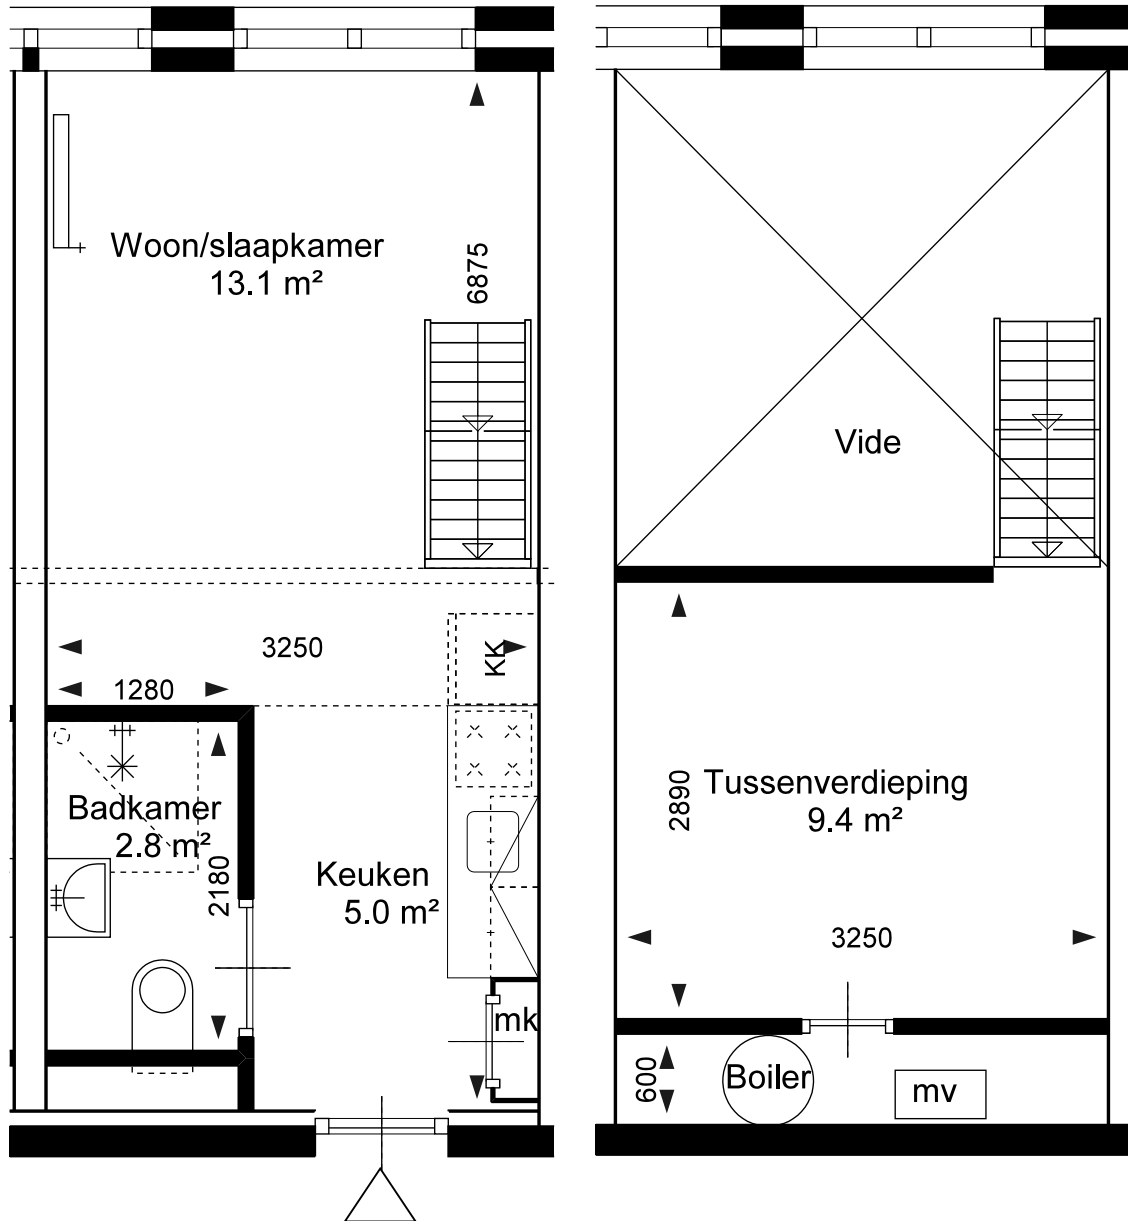 Woon/slaapkamer
13.1 m²
6875
3250
KK
1280
Badkamer
2.8 m²
2180
Keuken
5.0 m²
mk
Vide
2890
Tussenverdieping
9.4 m²
3250
600
Boiler
mv